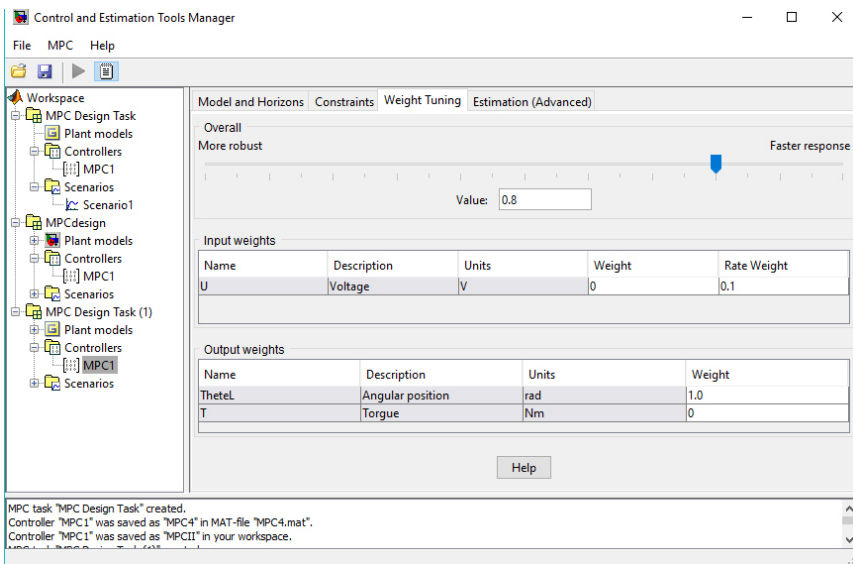 Control and Estimation Tools Manager
File MPC Help
Workspace
MPC Design Task
Plant models
Controllers
MPC1
Scenarios
Scenario1
MPCdesign
Plant models
Controllers
MPC1
Scenarios
MPC Design Task (1)
Plant models
Controllers
MPC1
Scenarios
Model and Horizons Constraints Weight Tuning Estimation (Advanced)
Overall
More robust Faster response
Value: 0.8
Input weights
Name Description Units Weight Rate Weight
U Voltage V 0 0.1
Output weights
Name Description Units Weight
TheteL Angular position rad 1.0
T Torgue Nm 0
Help
MPC task "MPC Design Task" created.
Controller "MPC1" was saved as "MPC4" in MAT-file "MPC4.mat".
Controller "MPC1" was saved as "MPCII" in your workspace.